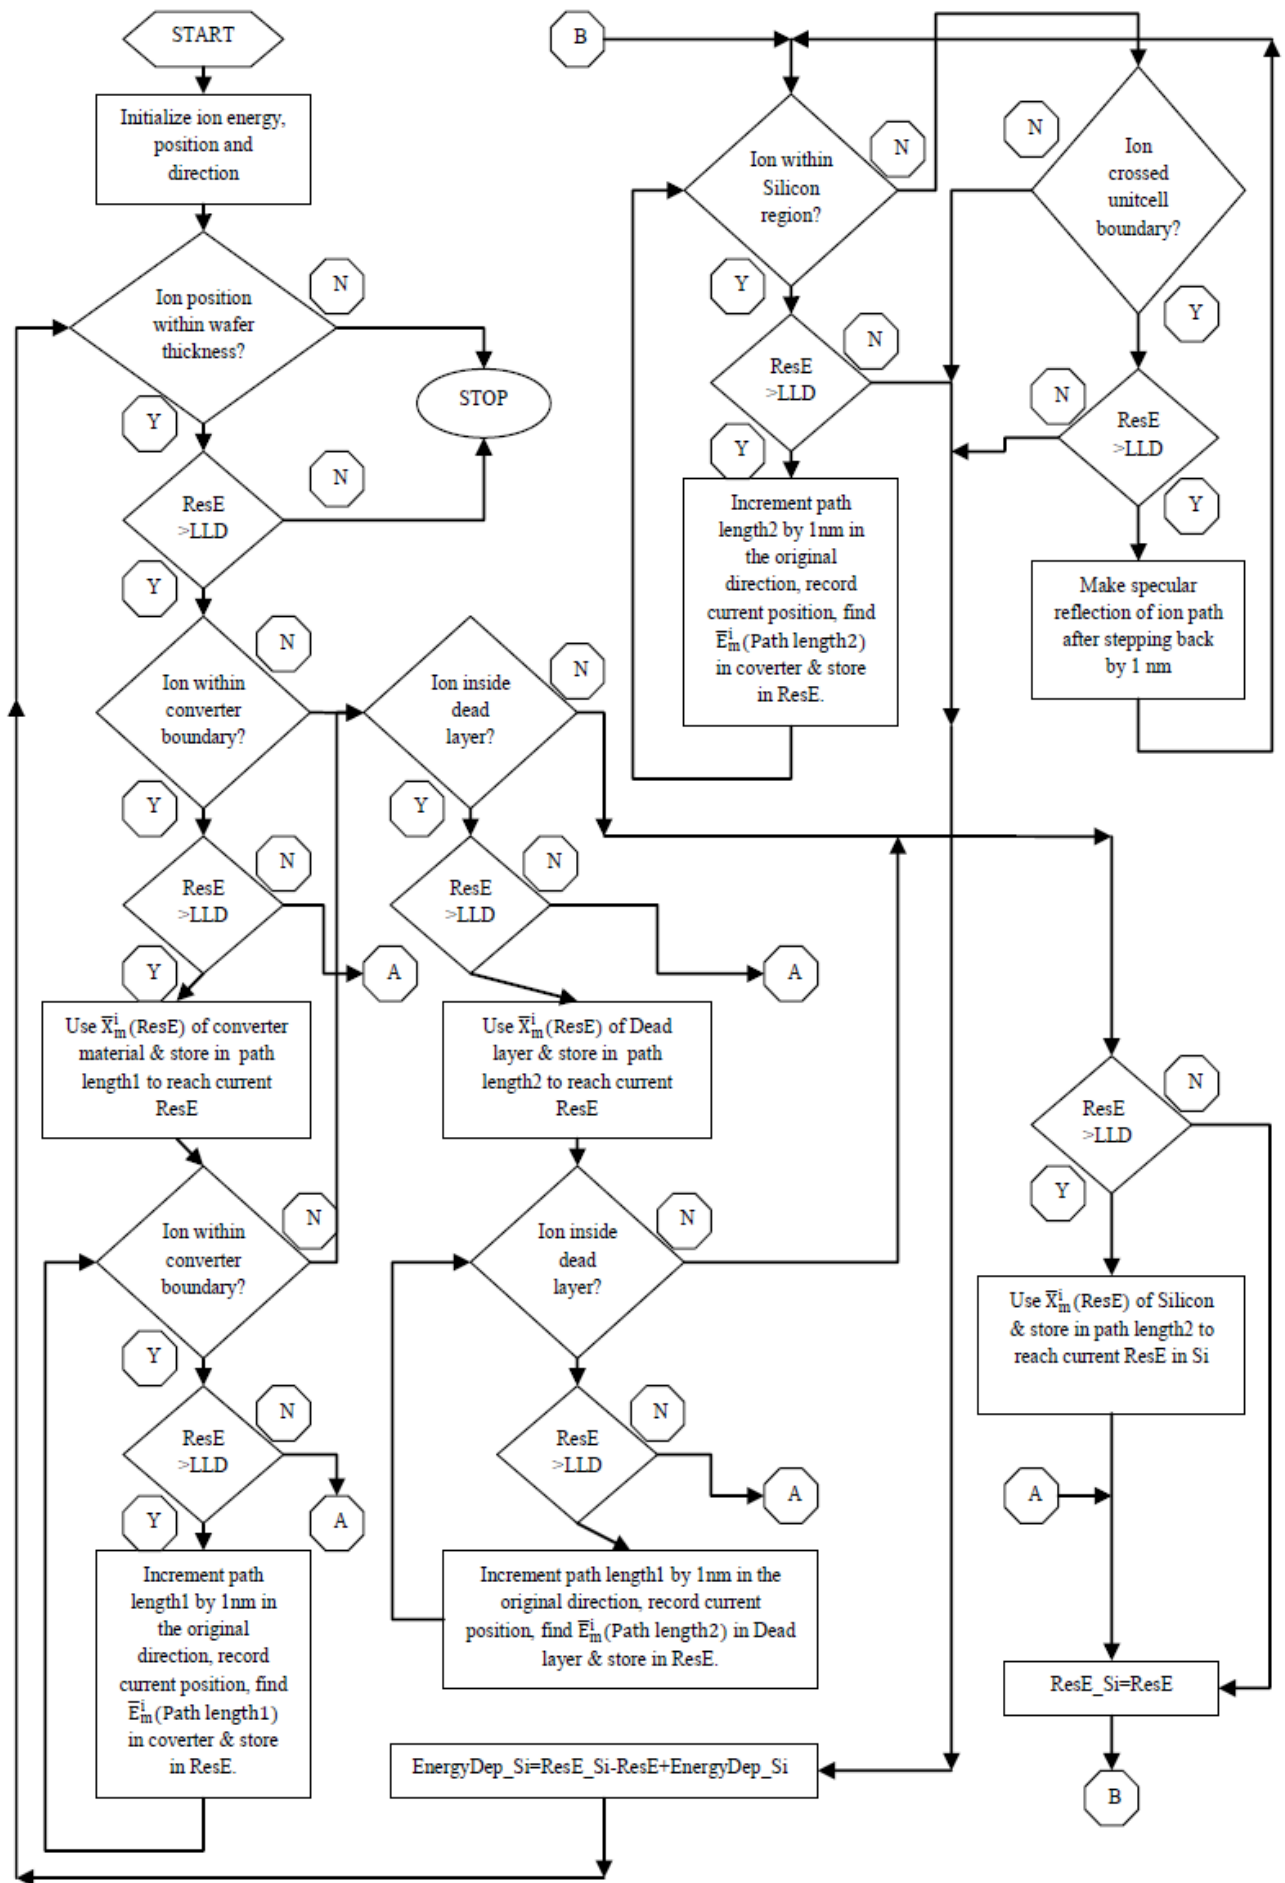 START
Initialize ion energy,
position and
direction
Ion position
within wafer
thickness?
N
STOP
Y
ResE
>LLD
N
Y
Ion within
converter
boundary?
N
Ion inside
dead
layer?
N
Y
Y
ResE
>LLD
N
A
ResE
>LLD
N
A
Y
Use X̅ᵢₘ(ResE) of converter
material & store in path
length1 to reach current
ResE
Use X̅ᵢₘ(ResE) of Dead
layer & store in path
length2 to reach current
ResE
Ion within
converter
boundary?
N
Ion inside
dead
layer?
N
Y
ResE
>LLD
N
A
ResE
>LLD
N
A
Y
Increment path
length1 by 1nm in
the original
direction, record
current position, find
E̅ᵢₘ(Path length1)
in coverter & store
in ResE.
Increment path length1 by 1nm in the
original direction, record current
position, find E̅ᵢₘ(Path length2) in Dead
layer & store in ResE.
EnergyDep_Si=ResE_Si-ResE+EnergyDep_Si
B
Ion within
Silicon
region?
N
Y
ResE
>LLD
N
Y
Increment path
length2 by 1nm in
the original
direction, record
current position, find
E̅ᵢₘ(Path length2)
in coverter & store
in ResE.
N
Ion
crossed
unitcell
boundary?
Y
N
ResE
>LLD
Y
Make specular
reflection of ion path
after stepping back
by 1 nm
ResE
>LLD
N
Y
Use X̅ᵢₘ(ResE) of Silicon
& store in path length2 to
reach current ResE in Si
A
ResE_Si=ResE
B